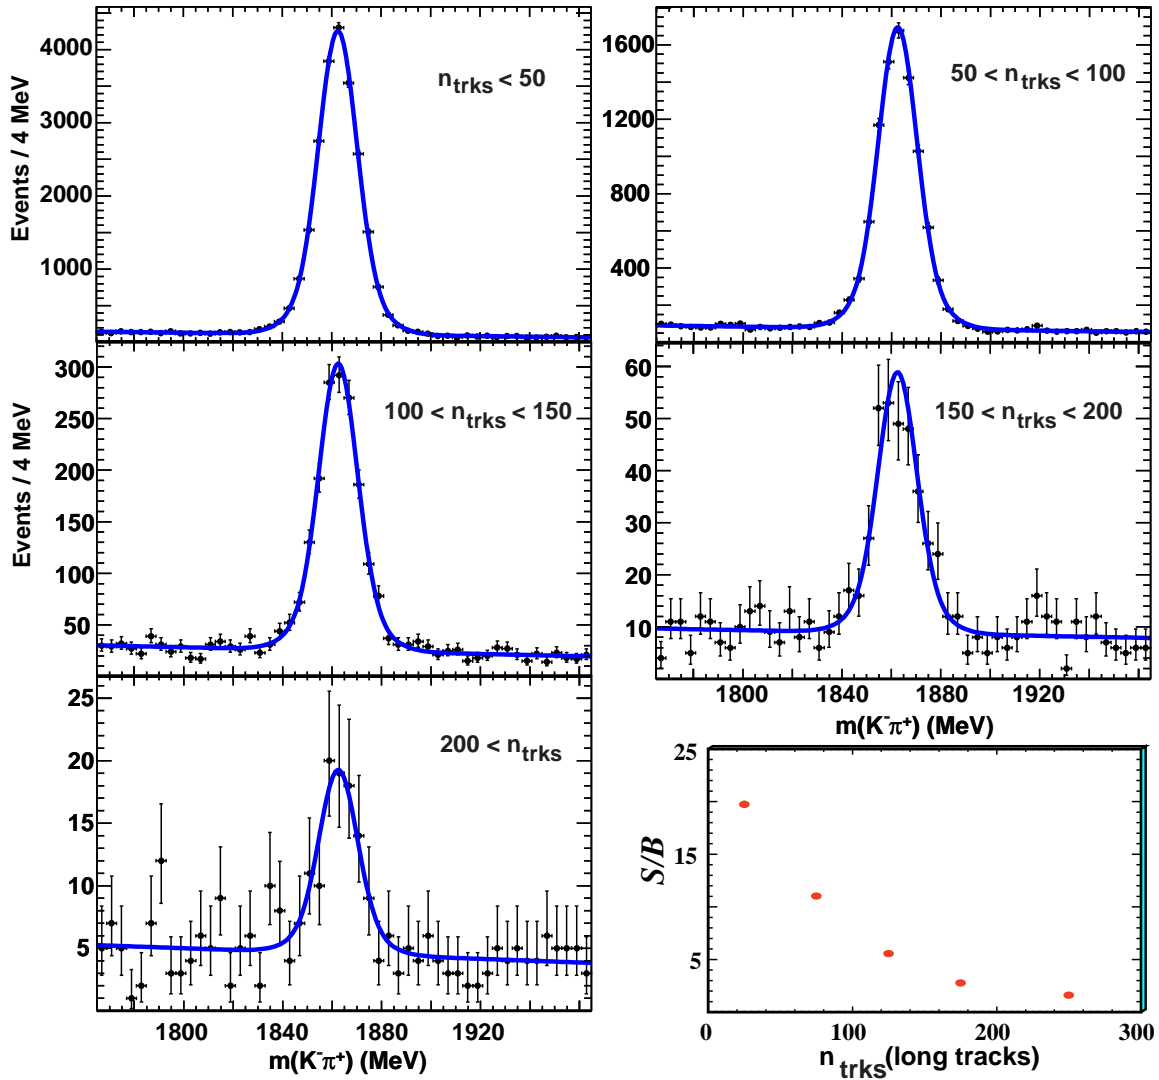 4000
3000
2000
1000
Events / 4 MeV
n_trks < 50
1600
1200
800
400
50 < n_trks < 100
300
250
200
150
100
50
Events / 4 MeV
100 < n_trks < 150
60
50
40
30
20
10
150 < n_trks < 200
1800 1840 1880 1920
m(K⁻π⁺) (MeV)
25
20
15
10
5
200 < n_trks
1800 1840 1880 1920
m(K⁻π⁺) (MeV)
25
15
5
S/B
0 100 200 300
n_trks(long tracks)